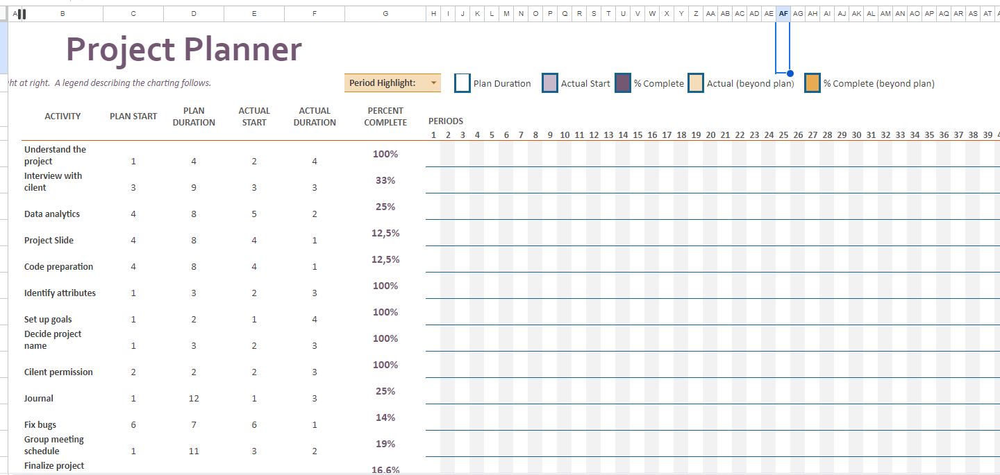 A B C D E F G H I J K L M N O P Q R S T U V W X Y Z AA AB AC AD AE AF AG AH AI AJ AK AL AM AN AO AP AQ AR AS AT
Project Planner
ht at right. A legend describing the charting follows.
Period Highlight: Plan Duration Actual Start % Complete Actual (beyond plan) % Complete (beyond plan)
ACTIVITY PLAN START PLAN DURATION ACTUAL START ACTUAL DURATION PERCENT COMPLETE PERIODS
1 2 3 4 5 6 7 8 9 10 11 12 13 14 15 16 17 18 19 20 21 22 23 24 25 26 27 28 29 30 31 32 33 34 35 36 37 38 39
Understand the
project 1 4 2 4 100%
Interview with
cilent 3 9 3 3 33%
Data analytics 4 8 5 2 25%
Project Slide 4 8 4 1 12,5%
Code preparation 4 8 4 1 12,5%
Identify attributes 1 3 2 3 100%
Set up goals 1 2 1 4 100%
Decide project
name 1 3 2 3 100%
Cilent permission 2 2 2 3 100%
Journal 1 12 1 3 25%
Fix bugs 6 7 6 1 14%
Group meeting
schedule 1 11 3 2 19%
Finalize project 16,6%